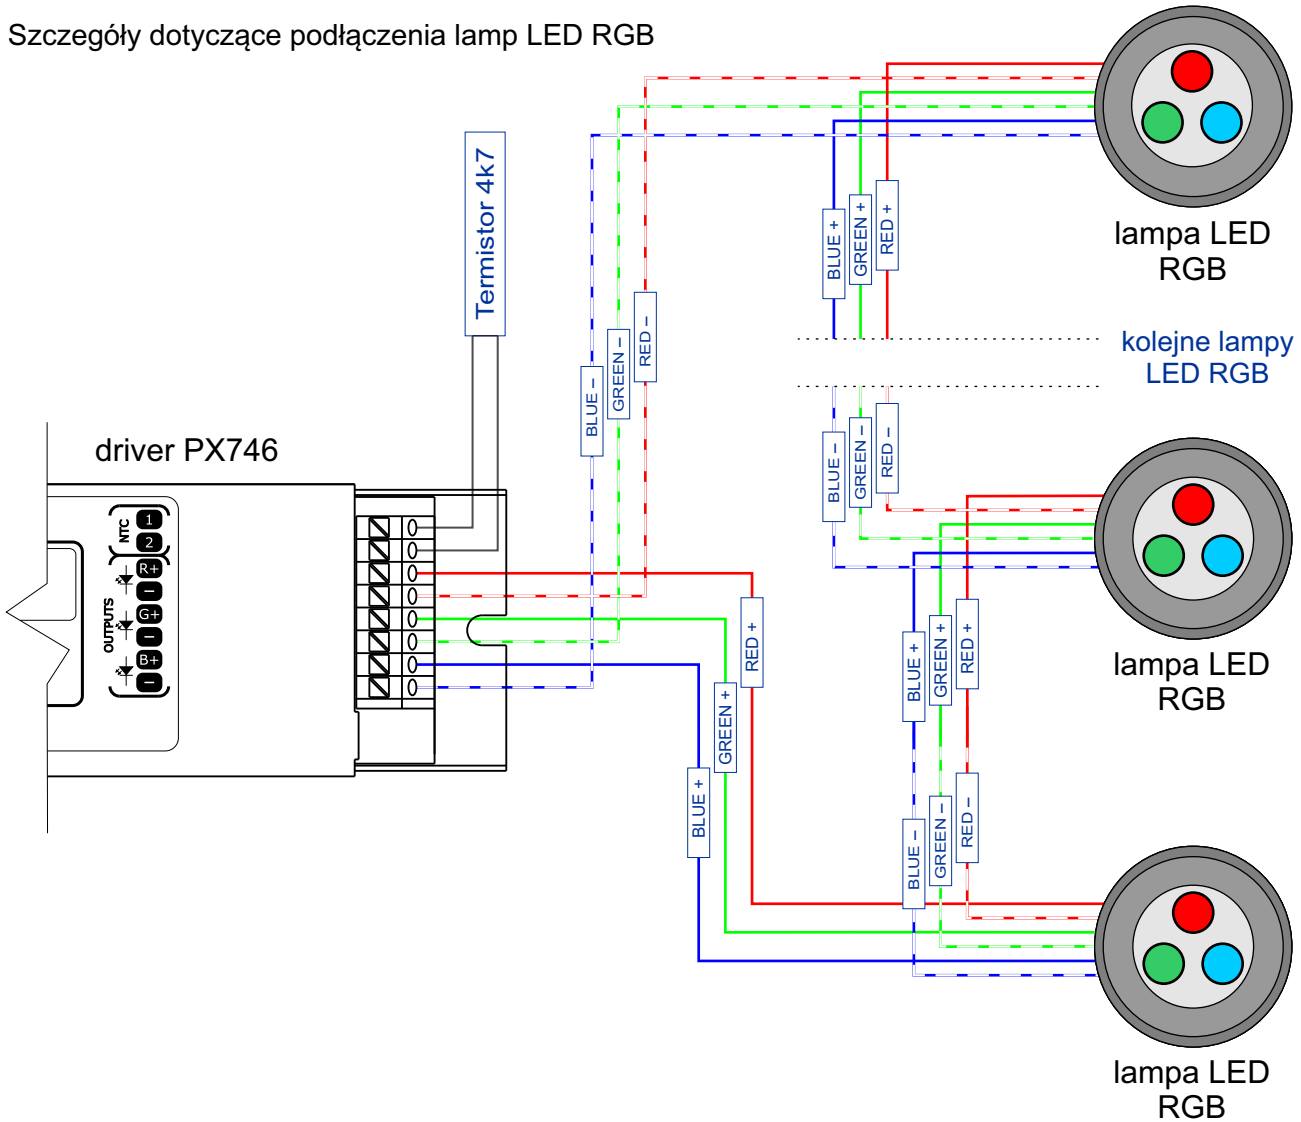 Szczegóły dotyczące podłączenia lamp LED RGB
lampa LED
RGB
Termistor 4k7
BLUE +
GREEN +
RED +
BLUE –
GREEN –
RED –
kolejne lampy
LED RGB
driver PX746
BLUE –
GREEN –
RED –
NTC
1
2
OUTPUTS
R+
–
G+
–
B+
–
RED +
GREEN +
BLUE +
BLUE +
GREEN +
RED +
lampa LED
RGB
BLUE –
GREEN –
RED –
lampa LED
RGB